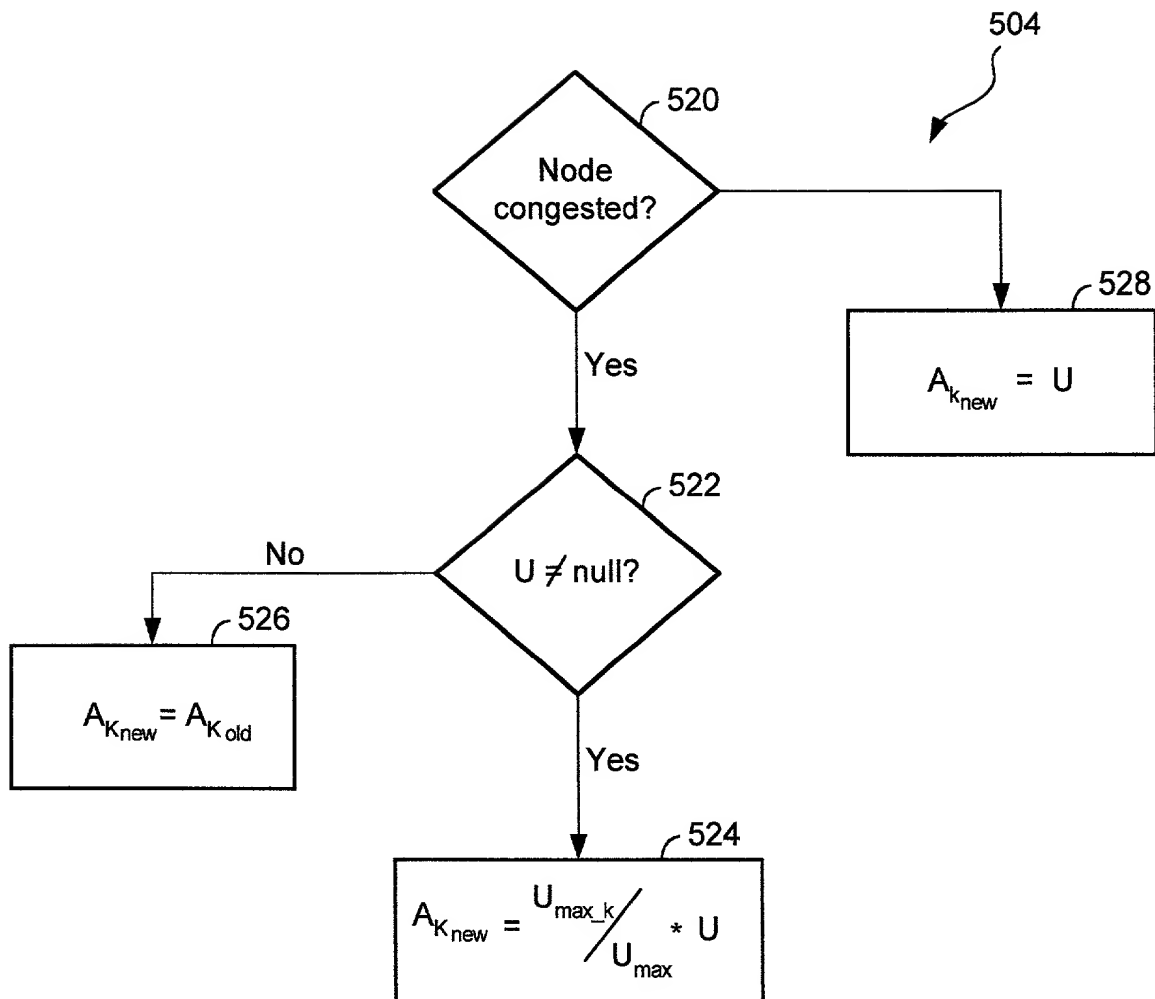 504
520
Node
congested?
528
A_knew = U
Yes
522
U ≠ null?
No
526
A_Knew = A_Kold
Yes
524
A_Knew = U_max_k / U_max * U